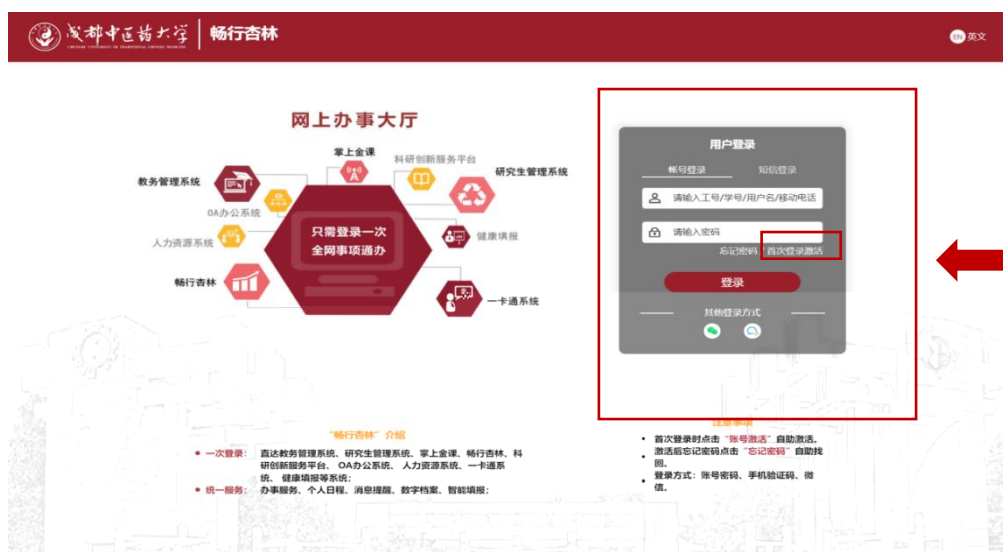 成都中医药大学
CHENGDU UNIVERSITY OF TRADITIONAL CHINESE MEDICINE
畅行杏林
EN 英文
网上办事大厅
掌上金课
科研创新服务平台
研究生管理系统
教务管理系统
OA办公系统
人力资源系统
健康填报
畅行杏林
一卡通系统
只需登录一次
全网事项通办
用户登录
帐号登录 短信登录
请输入工号/学号/用户名/移动电话
请输入密码
忘记密码 首次登录激活
登录
其他登录方式
“畅行杏林”介绍
• 一次登录: 直达教务管理系统、研究生管理系统、掌上金课、畅行杏林、科
研创新服务平台、 OA办公系统、 人力资源系统、一卡通系
统、 健康填报等系统;
• 统一服务: 办事服务、个人日程、消息提醒、数字档案、智能填报;
注意事项
• 首次登录时点击 “账号激活” 自助激活。
• 激活后忘记密码点击 “忘记密码” 自助找
回。
• 登录方式: 账号密码、手机验证码、微
信。